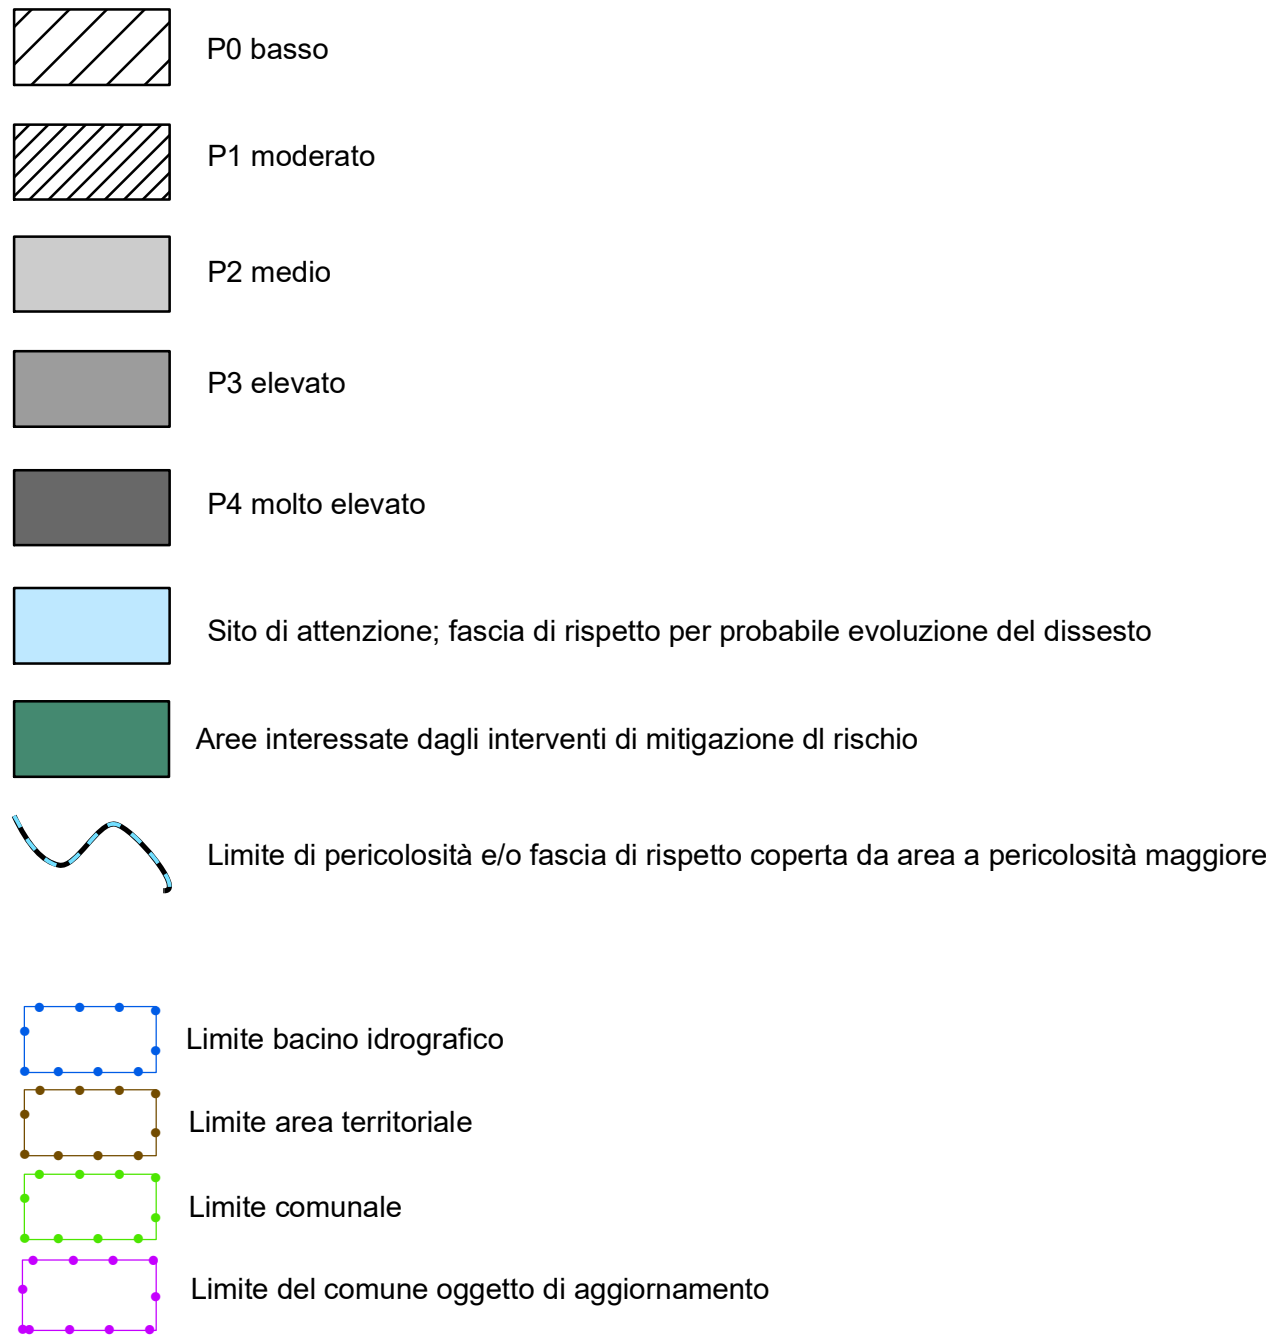 P0 basso
P1 moderato
P2 medio
P3 elevato
P4 molto elevato
Sito di attenzione; fascia di rispetto per probabile evoluzione del dissesto
Aree interessate dagli interventi di mitigazione dl rischio
Limite di pericolosità e/o fascia di rispetto coperta da area a pericolosità maggiore
Limite bacino idrografico
Limite area territoriale
Limite comunale
Limite del comune oggetto di aggiornamento